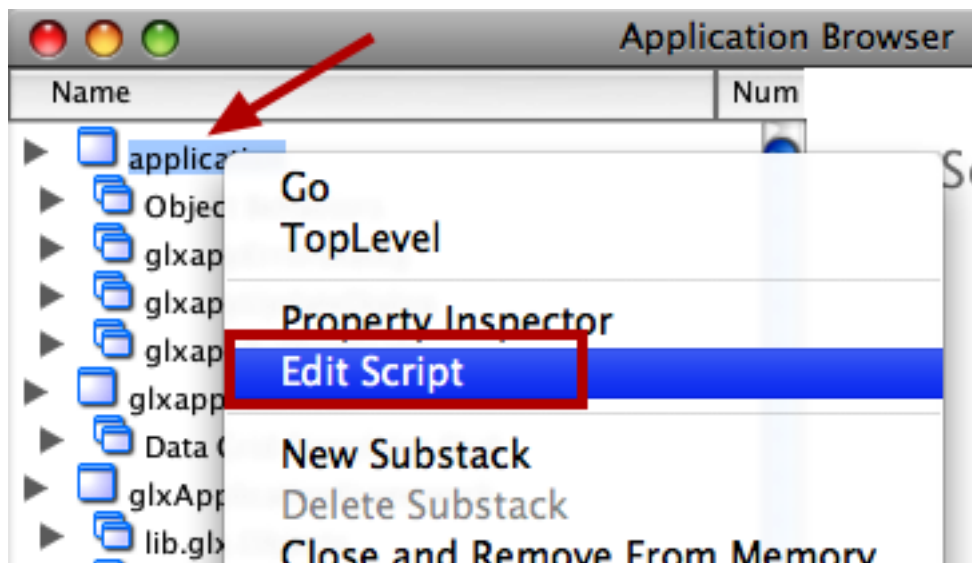 Application Browser
Name
Num
application
Go
Objec
TopLevel
glxap
glxap
Property Inspector
glxap
Edit Script
glxapp
Data
New Substack
glxApp
Delete Substack
lib.glx
Close and Remove From Memory